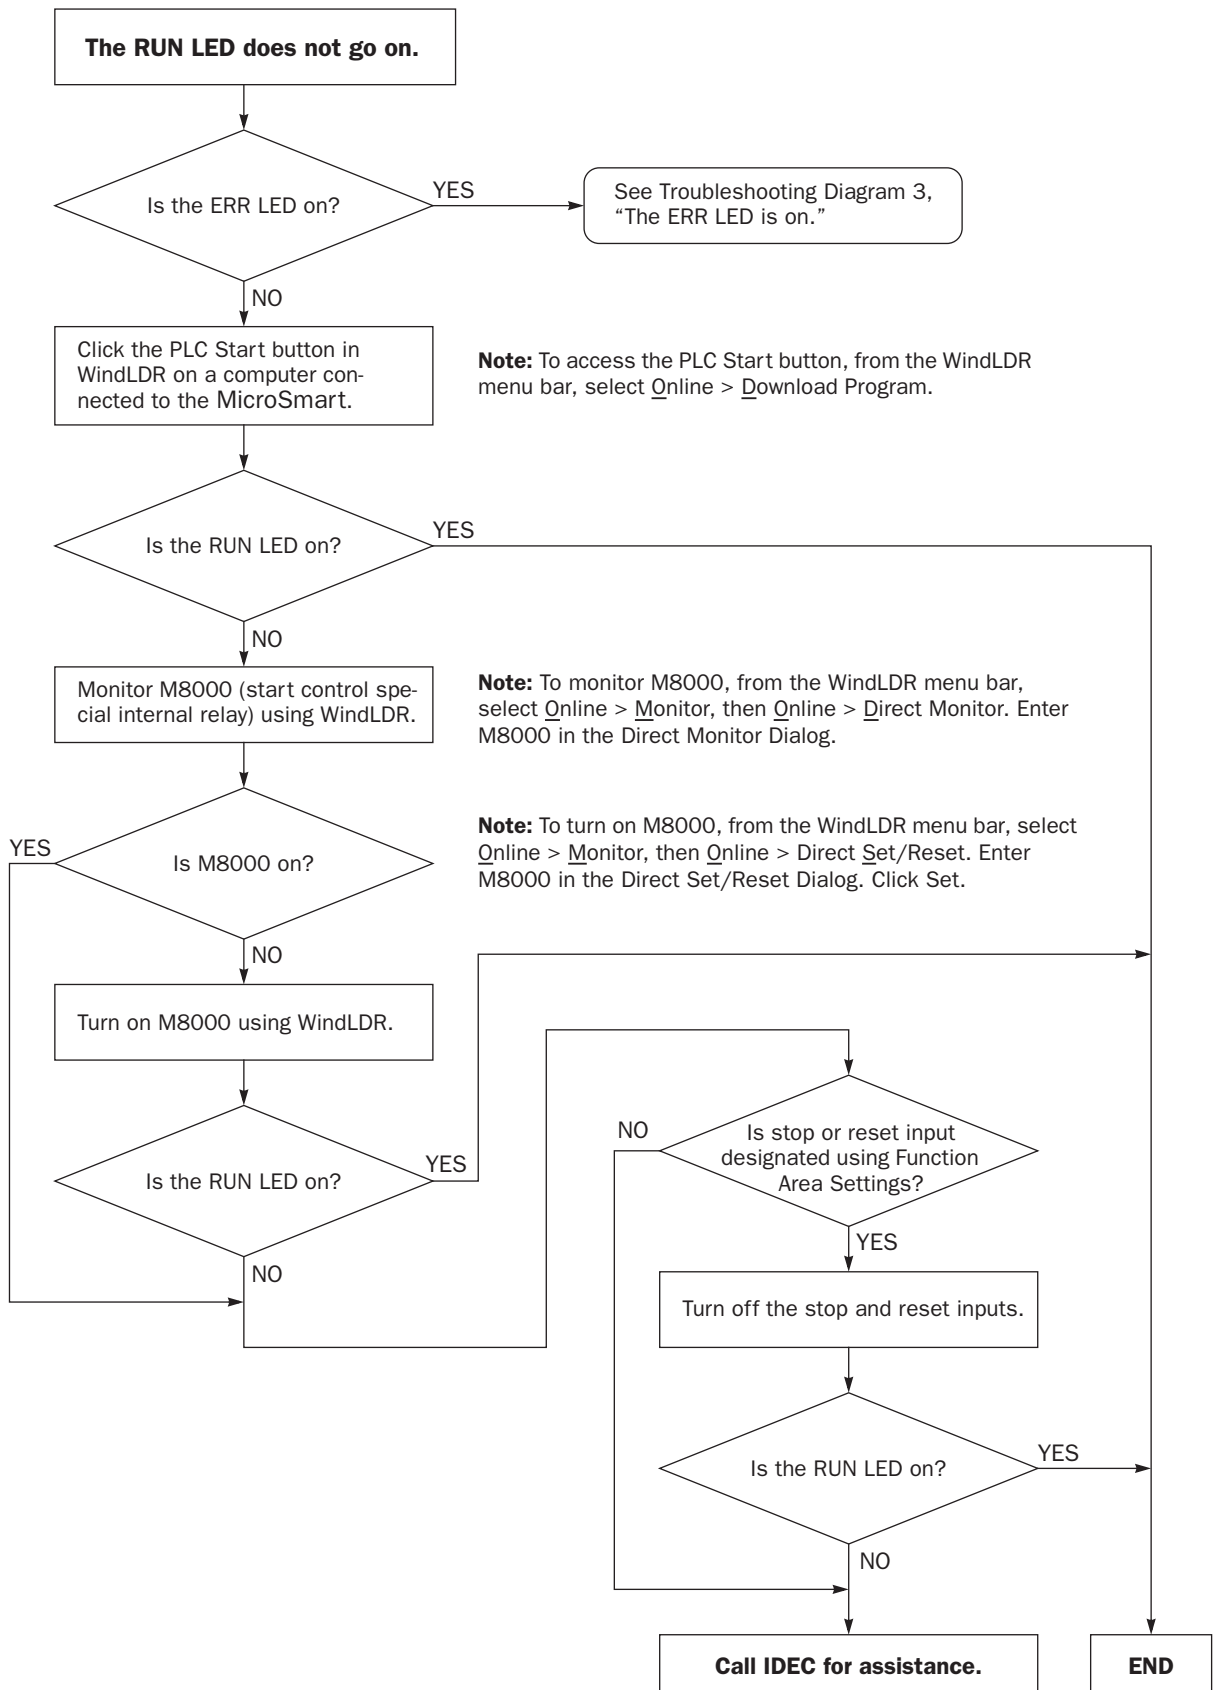 The RUN LED does not go on.
Is the ERR LED on?
YES
See Troubleshooting Diagram 3,
“The ERR LED is on.”
NO
Click the PLC Start button in
WindLDR on a computer con-
nected to the MicroSmart.
Note: To access the PLC Start button, from the WindLDR
menu bar, select Online > Download Program.
Is the RUN LED on?
YES
NO
Monitor M8000 (start control spe-
cial internal relay) using WindLDR.
Note: To monitor M8000, from the WindLDR menu bar,
select Online > Monitor, then Online > Direct Monitor. Enter
M8000 in the Direct Monitor Dialog.
YES
Is M8000 on?
Note: To turn on M8000, from the WindLDR menu bar, select
Online > Monitor, then Online > Direct Set/Reset. Enter
M8000 in the Direct Set/Reset Dialog. Click Set.
NO
Turn on M8000 using WindLDR.
Is the RUN LED on?
YES
NO
NO
Is stop or reset input
designated using Function
Area Settings?
YES
Turn off the stop and reset inputs.
Is the RUN LED on?
YES
NO
Call IDEC for assistance.
END